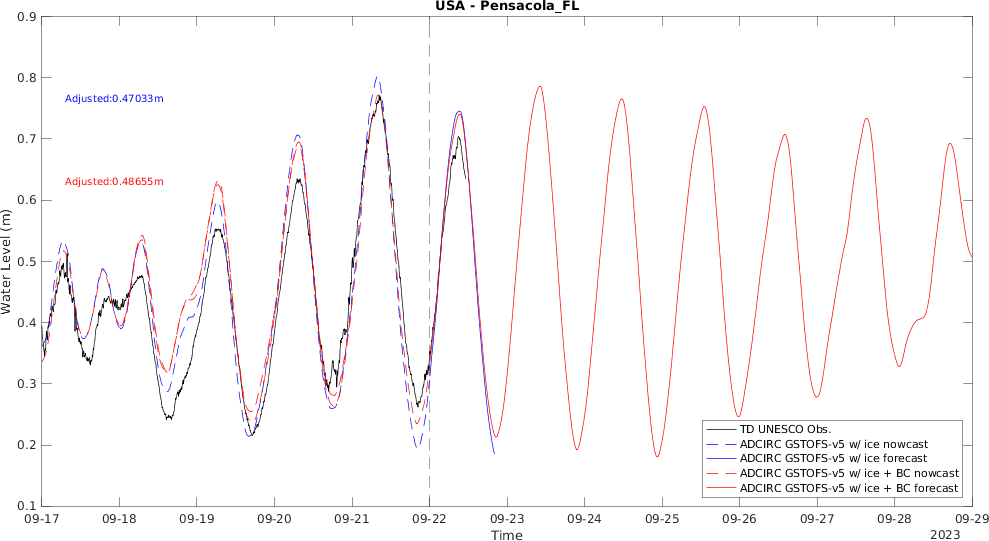 USA - Pensacola_FL
0.9
0.8
0.7
0.6
0.5
0.4
0.3
0.2
0.1
Water Level (m)
Adjusted:0.47033m
Adjusted:0.48655m
TD UNESCO Obs.
ADCIRC GSTOFS-v5 w/ ice nowcast
ADCIRC GSTOFS-v5 w/ ice forecast
ADCIRC GSTOFS-v5 w/ ice + BC nowcast
ADCIRC GSTOFS-v5 w/ ice + BC forecast
09-17 09-18 09-19 09-20 09-21 09-22 09-23 09-24 09-25 09-26 09-27 09-28 09-29
Time
2023